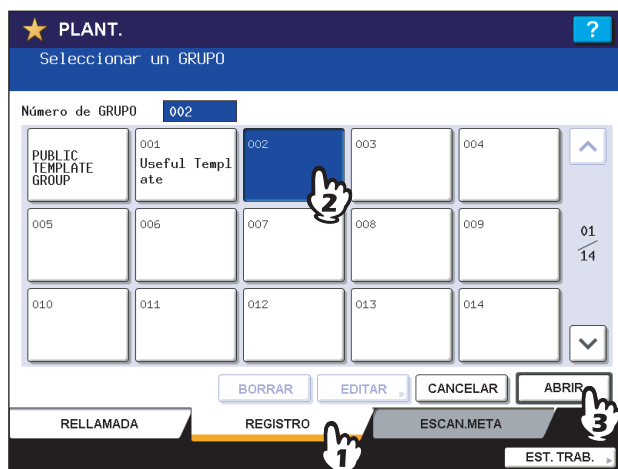 PLANT.
?
Seleccionar un GRUPO
Número de GRUPO 002
PUBLIC
TEMPLATE
GROUP
001
Useful Templ
ate
002
003
004
2
005
006
007
008
009
01
14
010
011
012
013
014
BORRAR
EDITAR
CANCELAR
ABRIR
3
RELLAMADA
REGISTRO
1
ESCAN.META
EST. TRAB.